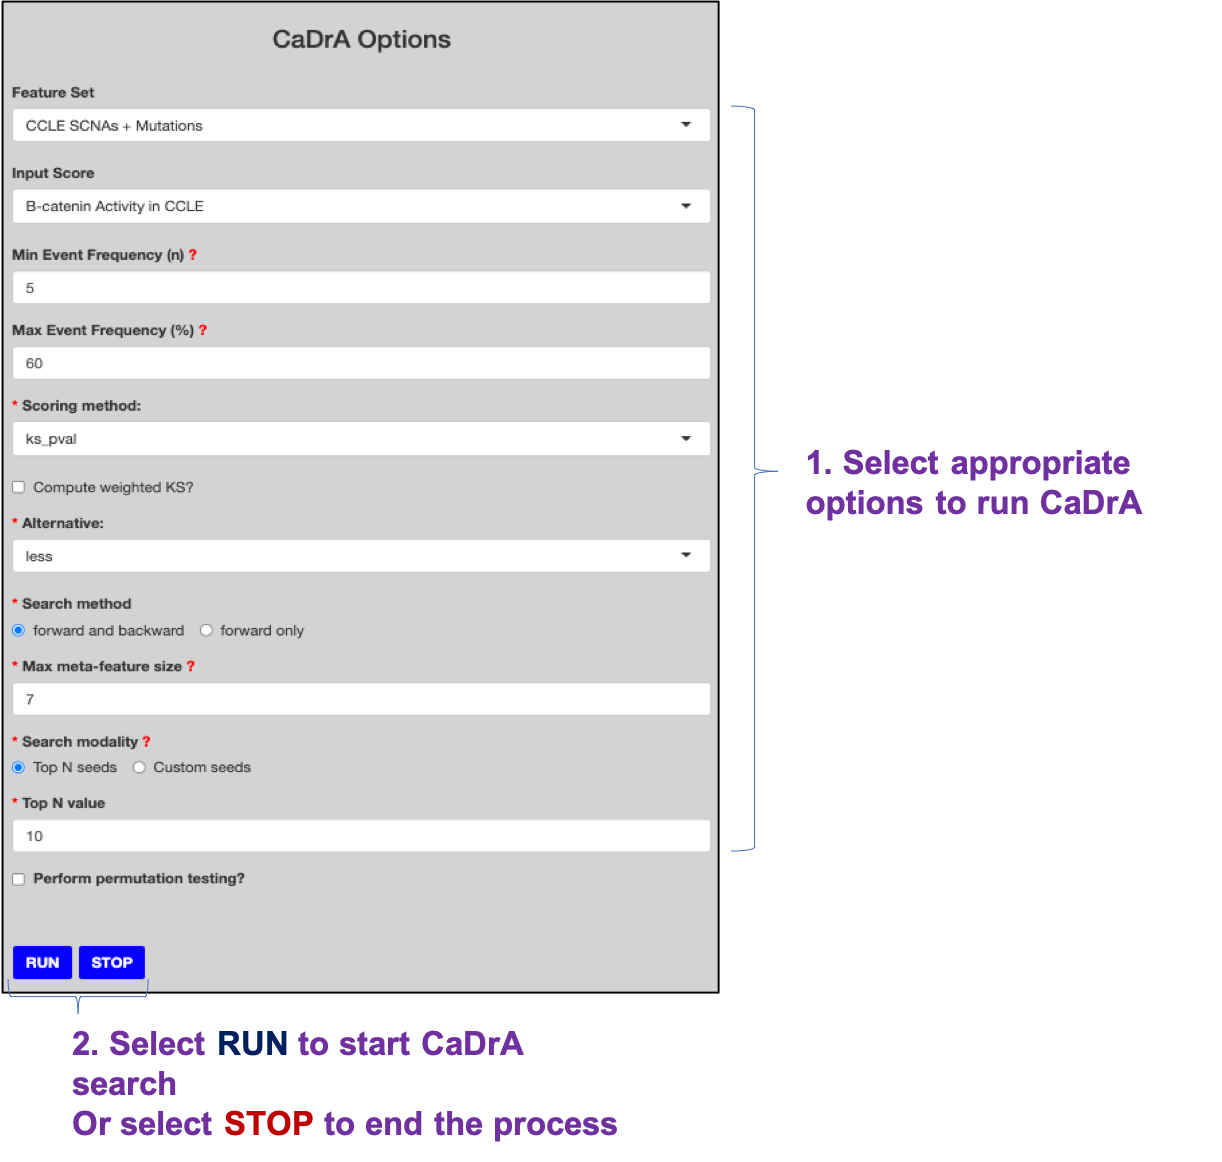 CaDrA Options
Feature Set
CCLE SCNAs + Mutations
Input Score
B-catenin Activity in CCLE
Min Event Frequency (n) ?
5
Max Event Frequency (%) ?
60
* Scoring method:
ks_pval
Compute weighted KS?
* Alternative:
less
* Search method
forward and backward forward only
* Max meta-feature size ?
7
* Search modality ?
Top N seeds Custom seeds
* Top N value
10
Perform permutation testing?
RUN STOP
1. Select appropriate
options to run CaDrA
2. Select RUN to start CaDrA
search
Or select STOP to end the process